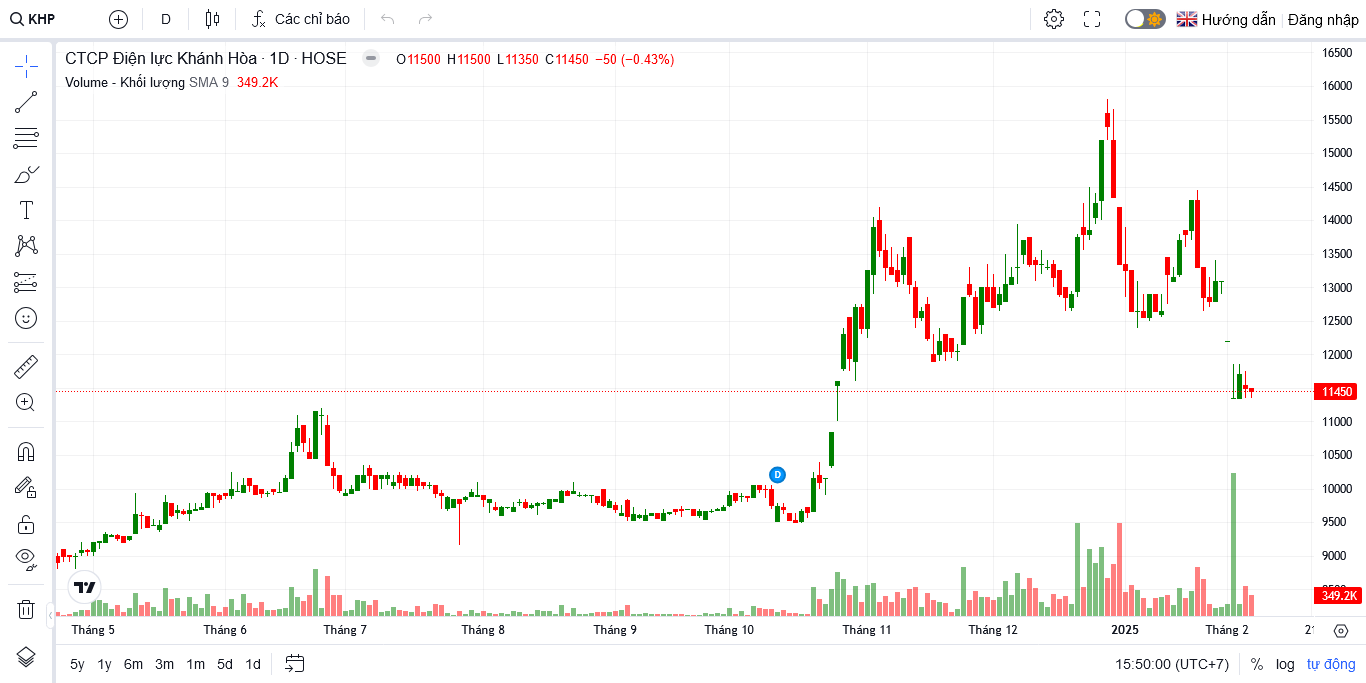 KHP D Các chỉ báo Hướng dẫn Đăng nhập
CTCP Điện lực Khánh Hòa · 1D · HOSE O11500 H11500 L11350 C11450 −50 (−0.43%)
Volume - Khối lượng SMA 9 349.2K
16500
16000
15500
15000
14500
14000
13500
13000
12500
12000
11450
11000
10500
10000
9500
9000
349.2K
D
Tháng 5 Tháng 6 Tháng 7 Tháng 8 Tháng 9 Tháng 10 Tháng 11 Tháng 12 2025 Tháng 2
5y 1y 6m 3m 1m 5d 1d 15:50:00 (UTC+7) % log tự động